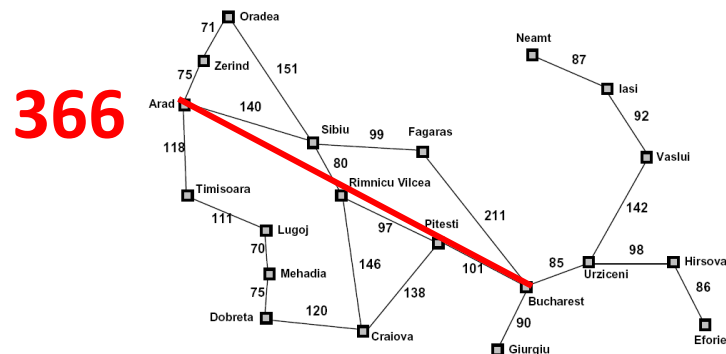 Oradea
71
Neamt
87
Zerind
151
75
Iasi
366
Arad
140
92
Sibiu
99
Fagaras
118
80
Vaslui
Rimnicu Vilcea
Timisoara
211
142
111
97
Pitesti
Lugoj
98
Hirsova
70
146
101
85
Urziceni
Mehadia
86
138
75
Bucharest
120
Dobreta
90
Craiova
Eforie
Giurgiu